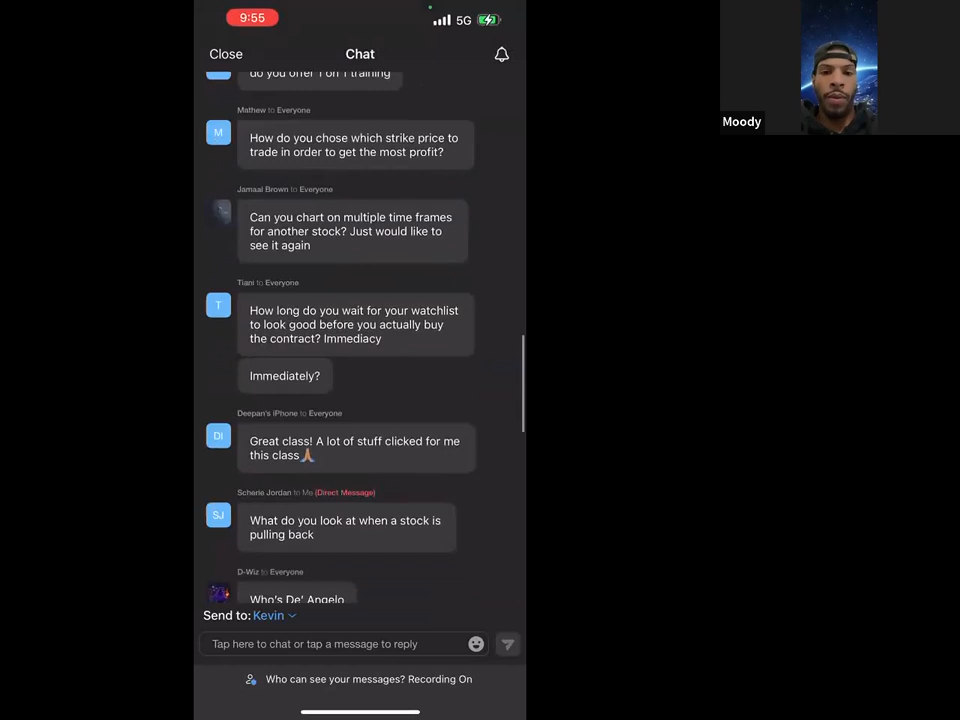 9:55
5G
Close
Chat
do you offer 1 on 1 training
Mathew to Everyone
M
How do you chose which strike price to
trade in order to get the most profit?
Jamaal Brown to Everyone
Can you chart on multiple time frames
for another stock? Just would like to
see it again
Tiani to Everyone
T
How long do you wait for your watchlist
to look good before you actually buy
the contract? Immediacy
Immediately?
Deepan's iPhone to Everyone
DI
Great class! A lot of stuff clicked for me
this class🙏🏽
Scherie Jordan to Me (Direct Message)
SJ
What do you look at when a stock is
pulling back
D-Wiz to Everyone
Who's De' Angelo
Send to: Kevin
Tap here to chat or tap a message to reply
Who can see your messages? Recording On
Moody